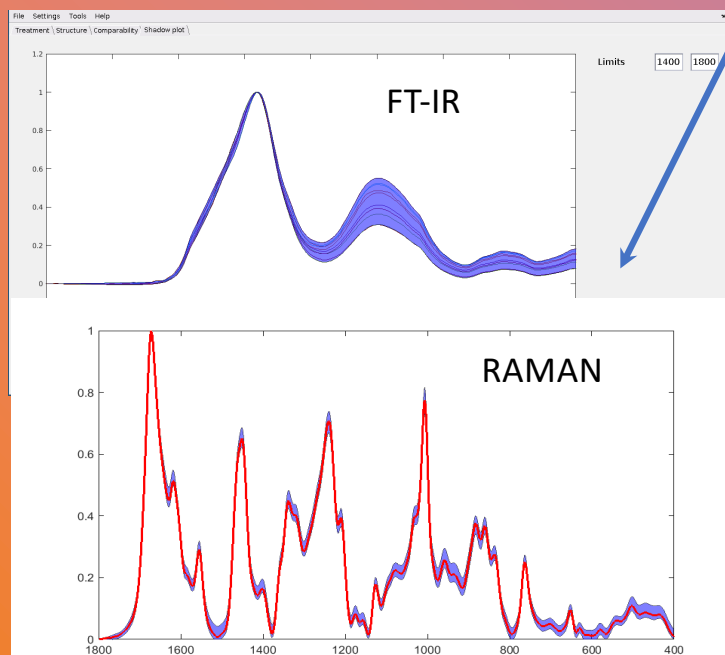 File Settings Tools Help
Treatment \ Structure \ Comparability \ Shadow plot \
Limits 1400 1800
FT-IR
1.2
1
0.8
0.6
0.4
0.2
0
RAMAN
1
0.8
0.6
0.4
0.2
0
1800 1600 1400 1200 1000 800 600 400